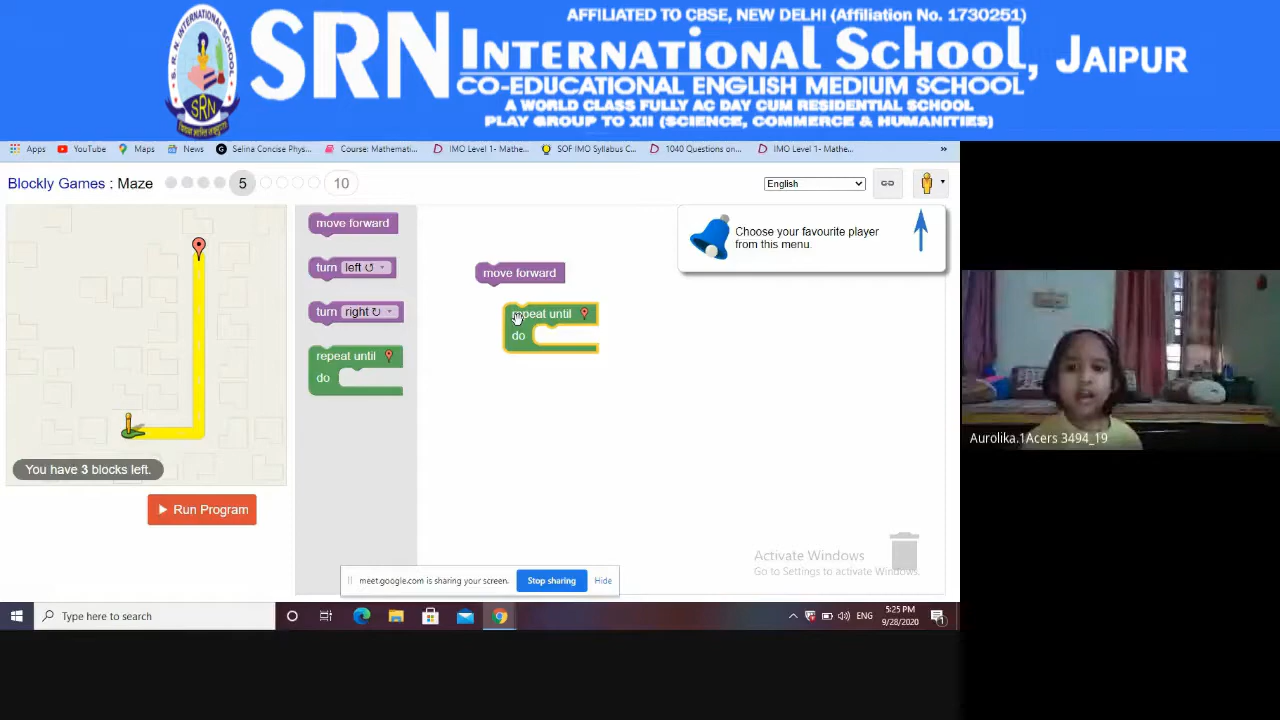 AFFILIATED TO CBSE, NEW DELHI (Affiliation No. 1730251)
SRN INTERNATIONAL SCHOOL, JAIPUR
CO-EDUCATIONAL ENGLISH MEDIUM SCHOOL
A WORLD CLASS FULLY AC DAY CUM RESIDENTIAL SCHOOL
PLAY GROUP TO XII (SCIENCE, COMMERCE & HUMANITIES)
S. R. N. INTERNATIONAL SCHOOL
SRN
Apps YouTube Maps News Selina Concise Phys... Course: Mathemati... IMO Level 1- Mathe... SOF IMO Syllabus C... 1040 Questions on... IMO Level 1- Mathe... »
Blockly Games : Maze 5 10 English
move forward
turn left ↺
turn right ↻
repeat until
do
move forward
repeat until
do
Choose your favourite player
from this menu.
You have 3 blocks left.
Run Program
Aurolika.1Acers 3494_19
Activate Windows
Go to Settings to activate Windows.
meet.google.com is sharing your screen. Stop sharing Hide
Type here to search
ENG
5:25 PM
9/28/2020
1